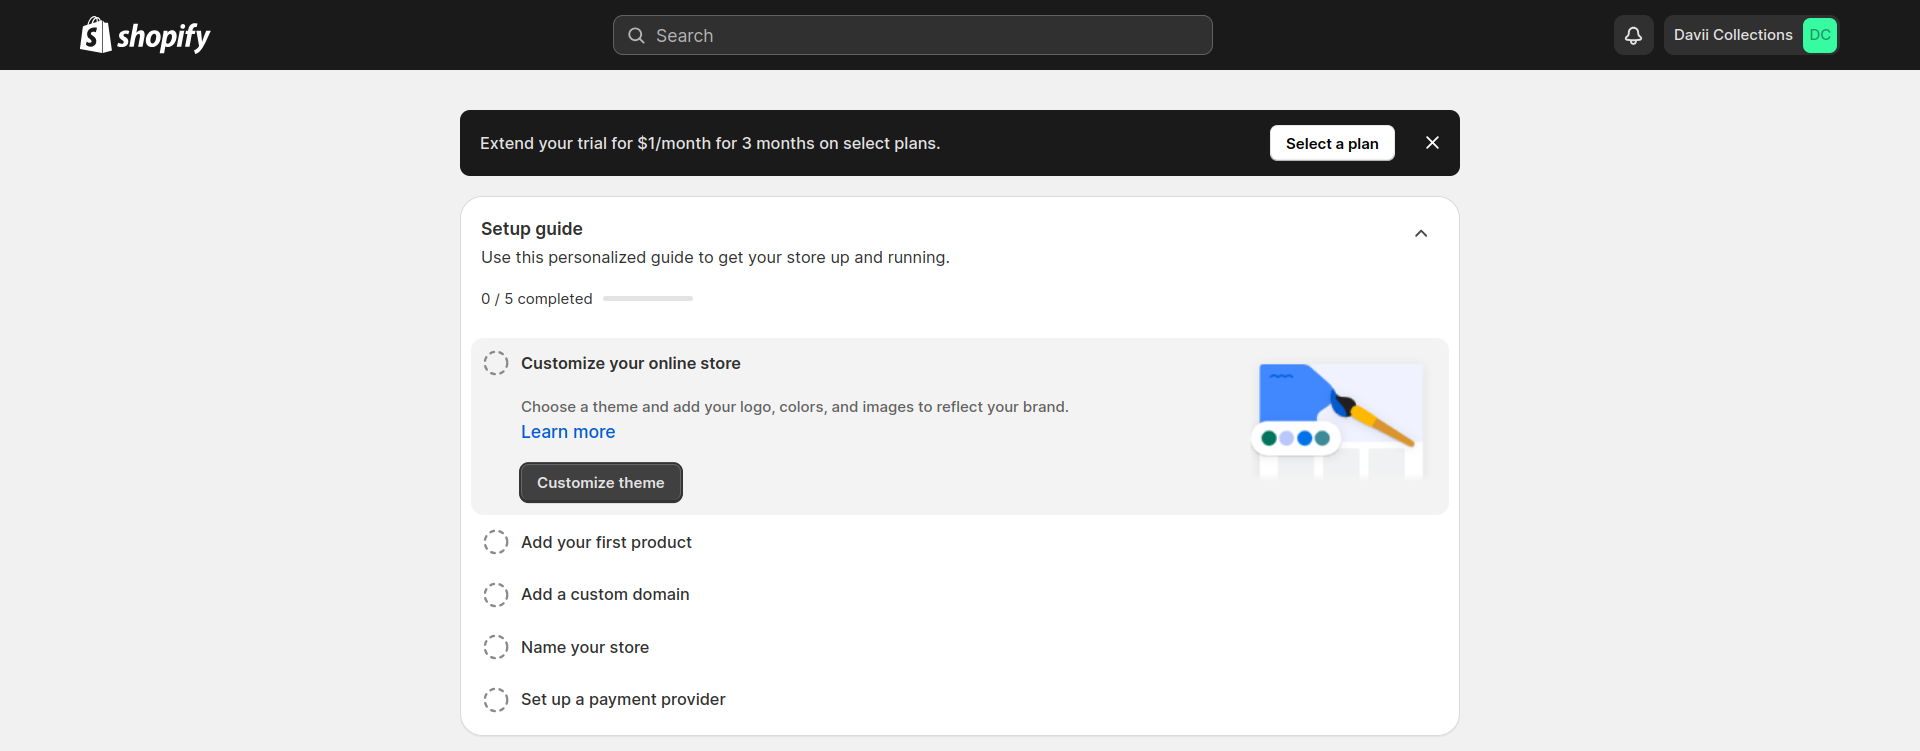 shopify
Search
Davii Collections DC
Extend your trial for $1/month for 3 months on select plans.
Select a plan
Setup guide
Use this personalized guide to get your store up and running.
0 / 5 completed
Customize your online store
Choose a theme and add your logo, colors, and images to reflect your brand.
Learn more
Customize theme
Add your first product
Add a custom domain
Name your store
Set up a payment provider